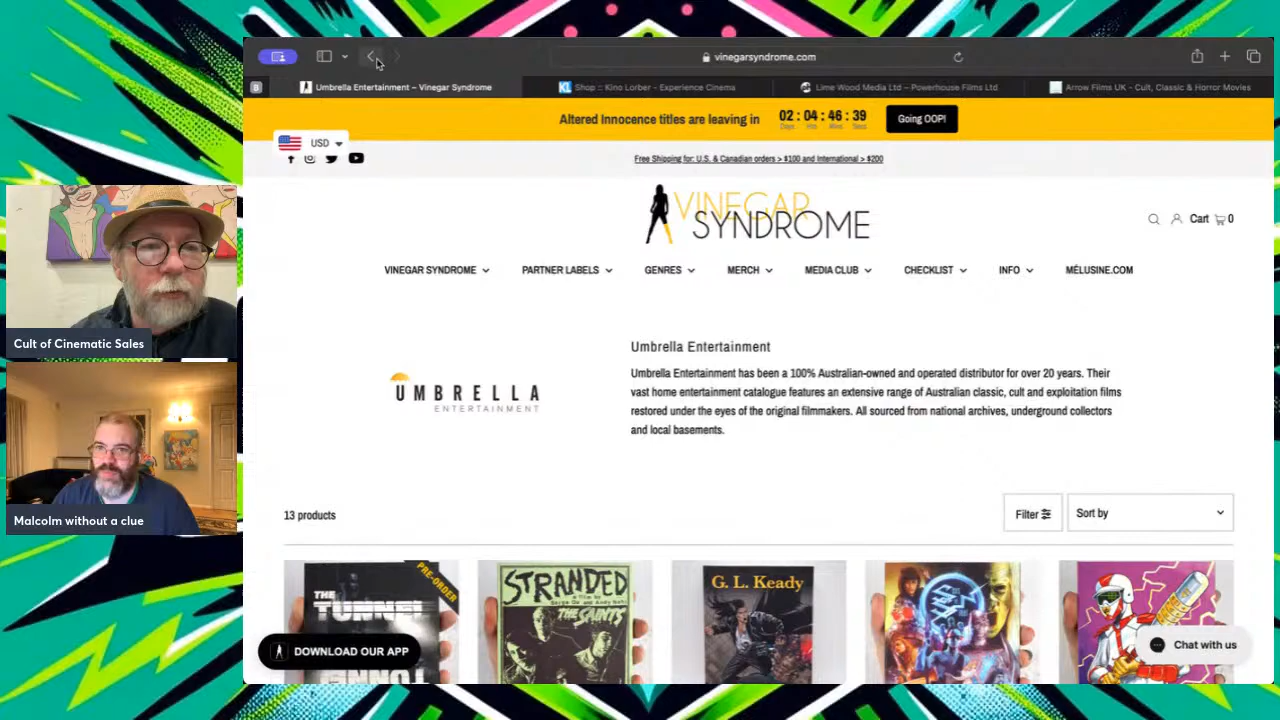 vinegarsyndrome.com
Umbrella Entertainment – Vinegar Syndrome
KL Shop :: Kino Lorber - Experience Cinema
Lime Wood Media Ltd – Powerhouse Films Ltd
Arrow Films UK - Cult, Classic & Horror Movies
Altered Innocence titles are leaving in
02 : 04 : 46 : 39
Days Hrs Mins Secs
Going OOP!
USD
Free Shipping for: U.S. & Canadian orders > $100 and International > $200
VINEGAR
SYNDROME
Cart 0
VINEGAR SYNDROME
PARTNER LABELS
GENRES
MERCH
MEDIA CLUB
CHECKLIST
INFO
MÉLUSINE.COM
Cult of Cinematic Sales
Malcolm without a clue
UMBRELLA
ENTERTAINMENT
Umbrella Entertainment
Umbrella Entertainment has been a 100% Australian-owned and operated distributor for over 20 years. Their
vast home entertainment catalogue features an extensive range of Australian classic, cult and exploitation films
restored under the eyes of the original filmmakers. All sourced from national archives, underground collectors
and local basements.
13 products
Filter
Sort by
PRE-ORDER
THE
TUNNEL
STRANDED
THE SAINTS
G. L. Keady
DOWNLOAD OUR APP
Chat with us